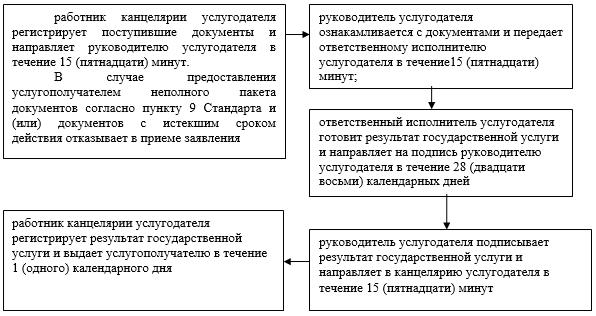 работник канцелярии услугодателя
регистрирует поступившие документы и
направляет руководителю услугодателя в
течение 15 (пятнадцати) минут.
В случае предоставления
услугополучателем неполного пакета
документов согласно пункту 9 Стандарта и
(или) документов с истекшим сроком
действия отказывает в приеме заявления
руководитель услугодателя
ознакамливается с документами и передает
ответственному исполнителю
услугодателя в течение15 (пятнадцати)
минут;
ответственный исполнитель услугодателя
готовит результат государственной услуги
и направляет на подпись руководителю
услугодателя в течение 28 (двадцати
восьми) календарных дней
руководитель услугодателя подписывает
результат государственной услуги и
направляет в канцелярию услугодателя в
течение 15 (пятнадцати) минут
работник канцелярии услугодателя
регистрирует результат государственной
услуги и выдает услугополучателю в течение
1 (одного) календарного дня